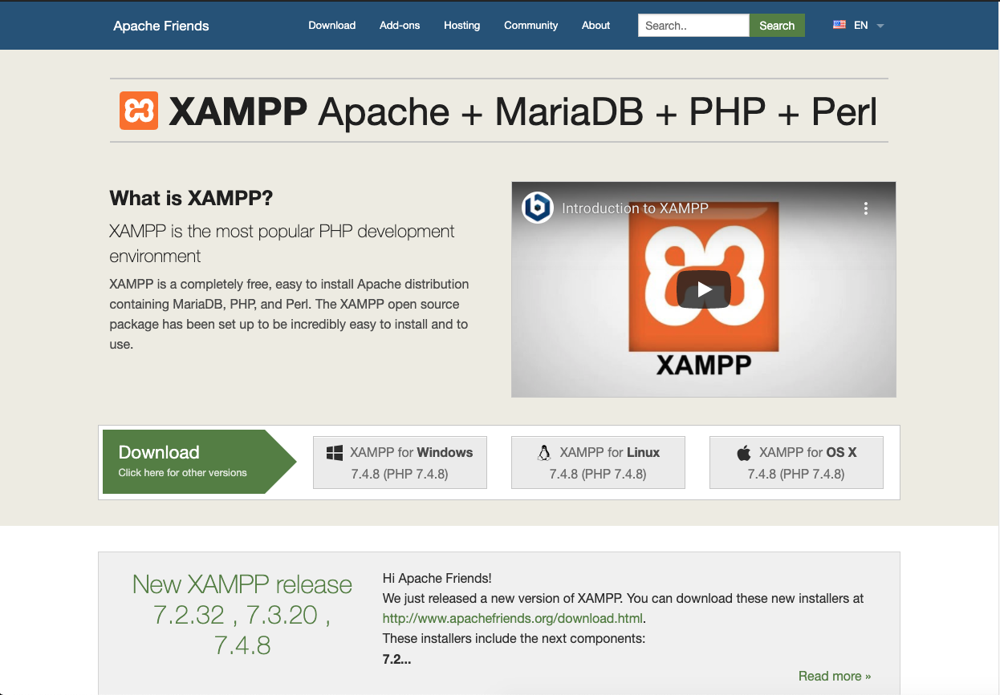 Apache Friends
Download
Add-ons
Hosting
Community
About
Search..
Search
EN
XAMPP Apache + MariaDB + PHP + Perl
What is XAMPP?
XAMPP is the most popular PHP development
environment
XAMPP is a completely free, easy to install Apache distribution
containing MariaDB, PHP, and Perl. The XAMPP open source
package has been set up to be incredibly easy to install and to
use.
Introduction to XAMPP
XAMPP
Download
Click here for other versions
XAMPP for Windows
7.4.8 (PHP 7.4.8)
XAMPP for Linux
7.4.8 (PHP 7.4.8)
XAMPP for OS X
7.4.8 (PHP 7.4.8)
New XAMPP release
7.2.32 , 7.3.20 ,
7.4.8
Hi Apache Friends!
We just released a new version of XAMPP. You can download these new installers at
http://www.apachefriends.org/download.html.
These installers include the next components:
7.2...
Read more »